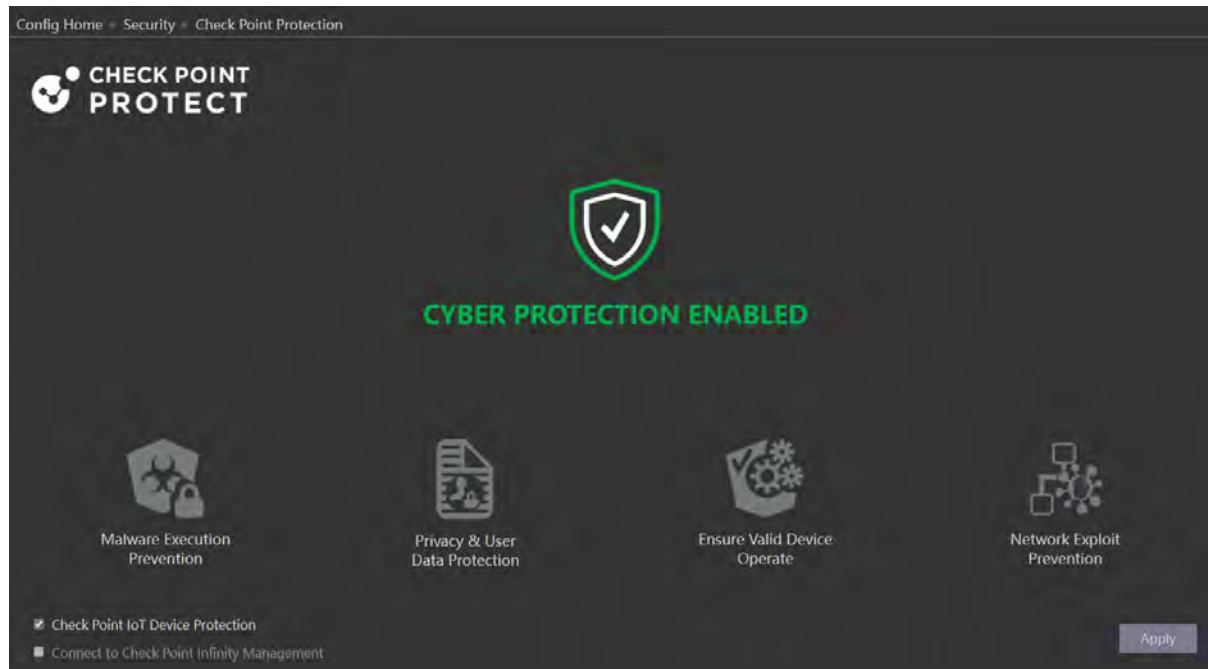 Config Home Security Check Point Protection
CHECK POINT
PROTECT
CYBER PROTECTION ENABLED
Malware Execution
Prevention
Privacy & User
Data Protection
Ensure Valid Device
Operate
Network Exploit
Prevention
Check Point IoT Device Protection
Connect to Check Point Infinity Management
Apply